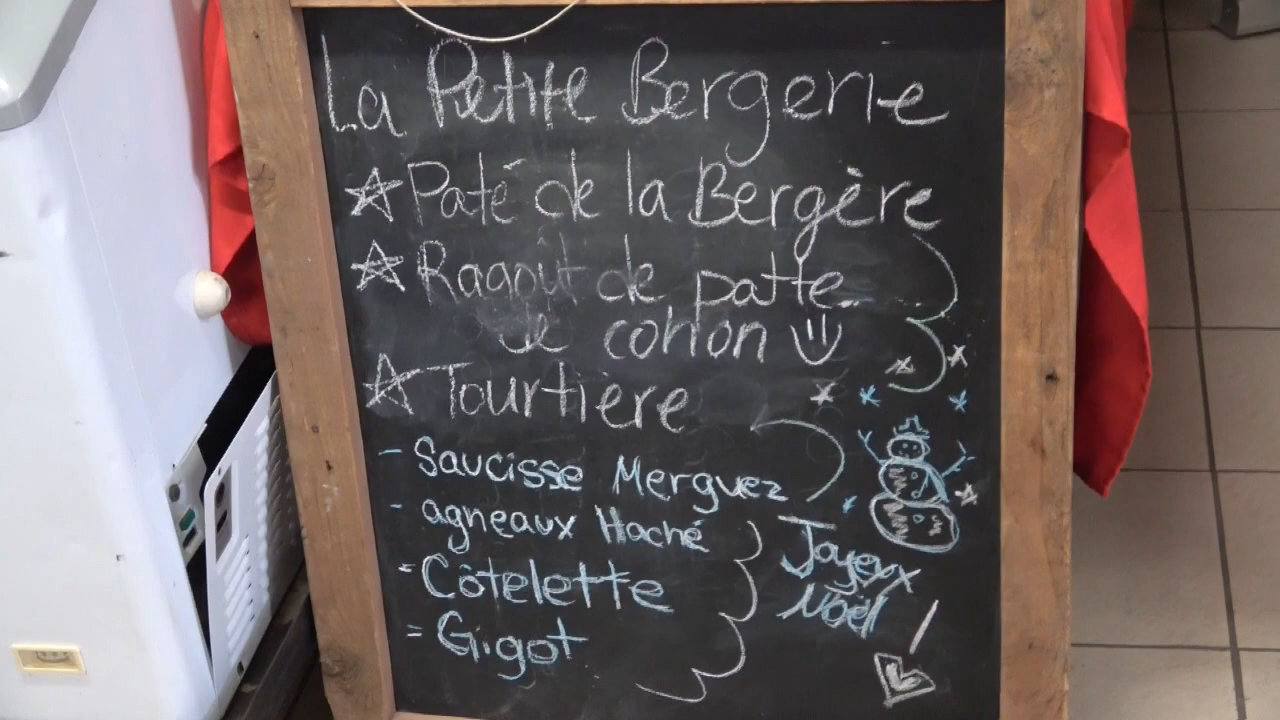 La Petite Bergerie
Paté de la Bergère
Ragoût de patte
de cohon
Tourtière
- Saucisse Merguez
- agneaux Haché
- Côtelette
= Gigot
Joyeux
Noël